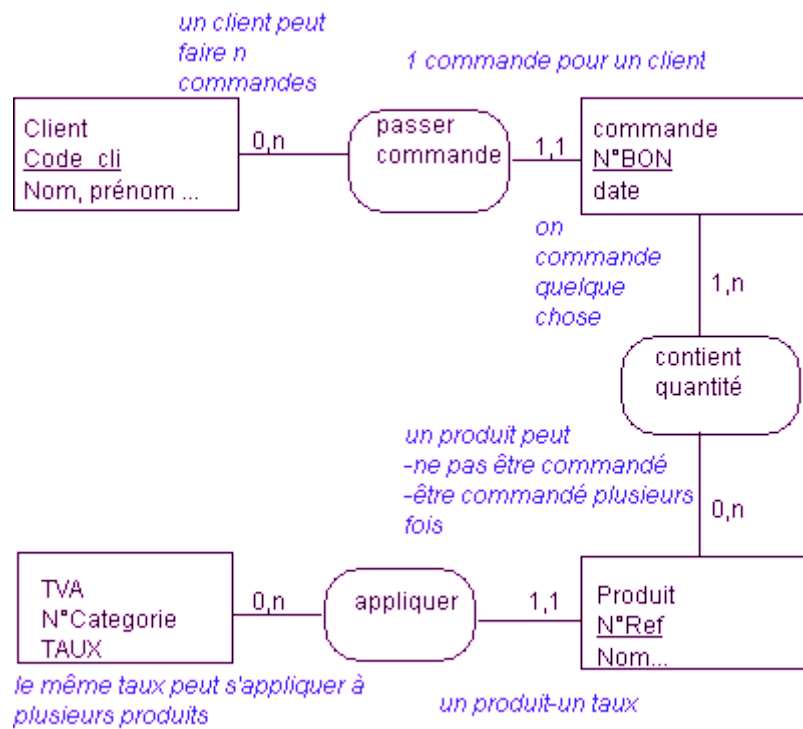 un client peut
faire n
commandes
1 commande pour un client
Client
Code_cli
Nom, prénom ...
0,n
passer
commande
1,1
commande
N°BON
date
on
commande
quelque
chose
1,n
contient
quantité
un produit peut
-ne pas être commandé
-être commandé plusieurs
fois
0,n
TVA
N°Categorie
TAUX
0,n
appliquer
1,1
Produit
N°Ref
Nom...
le même taux peut s'appliquer à
plusieurs produits
un produit-un taux